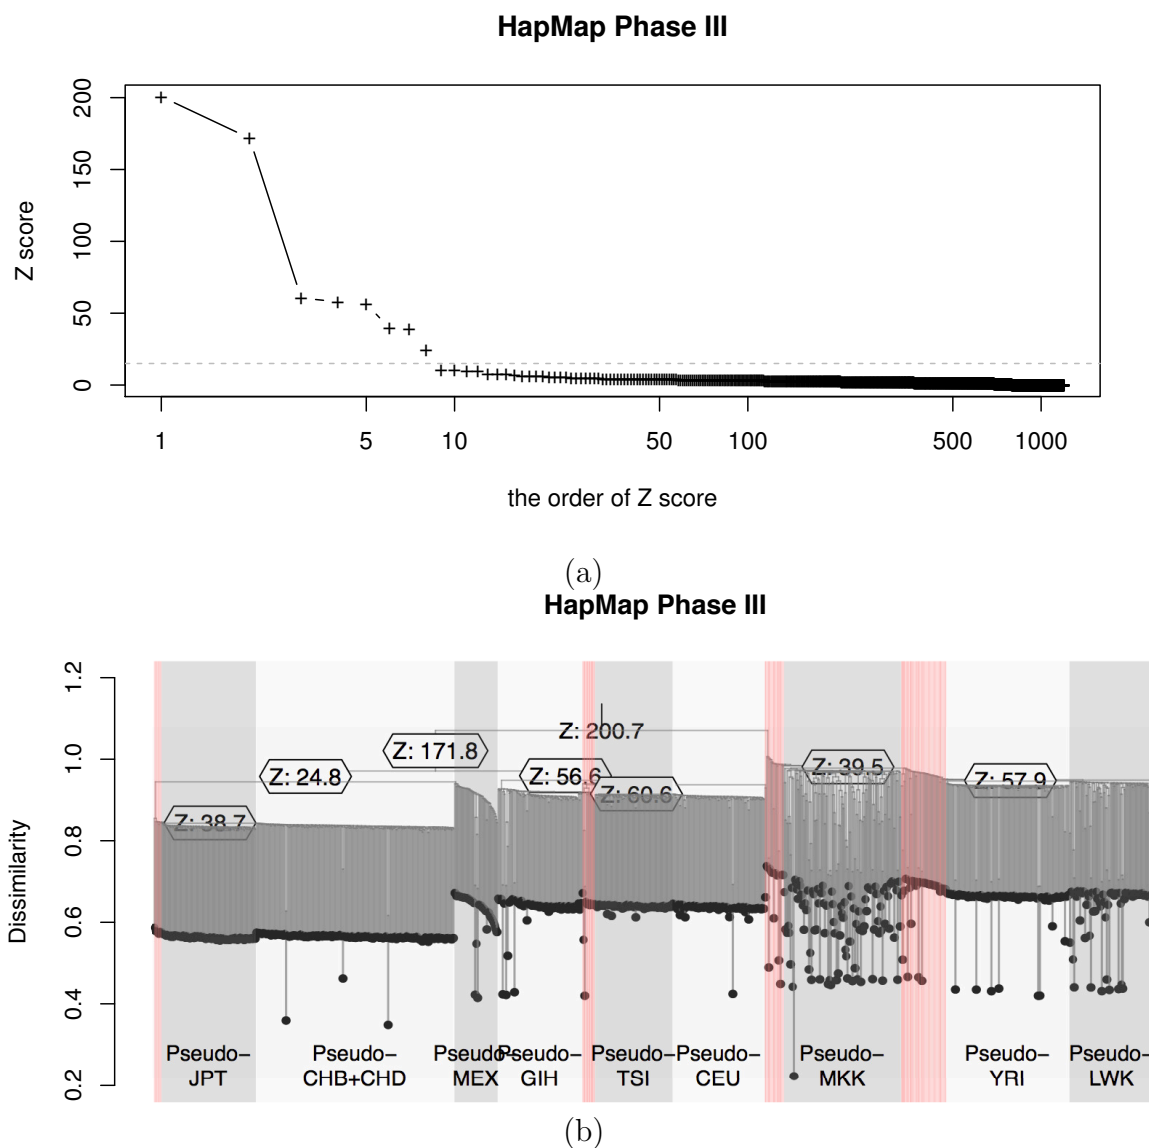 HapMap Phase III
Z score
200
150
100
50
0
1 5 10 50 100 500 1000
the order of Z score
(a)
HapMap Phase III
Dissimilarity
1.2
1.0
0.8
0.6
0.4
0.2
Z: 200.7
Z: 171.8
Z: 24.8
Z: 56.6
Z: 39.5
Z: 57.9
Z: 60.6
Z: 38.7
Pseudo- Pseudo- Pseudo- Pseudo- Pseudo- Pseudo- Pseudo- Pseudo- Pseudo-
JPT CHB+CHD MEX GIH TSI CEU MKK YRI LWK
(b)